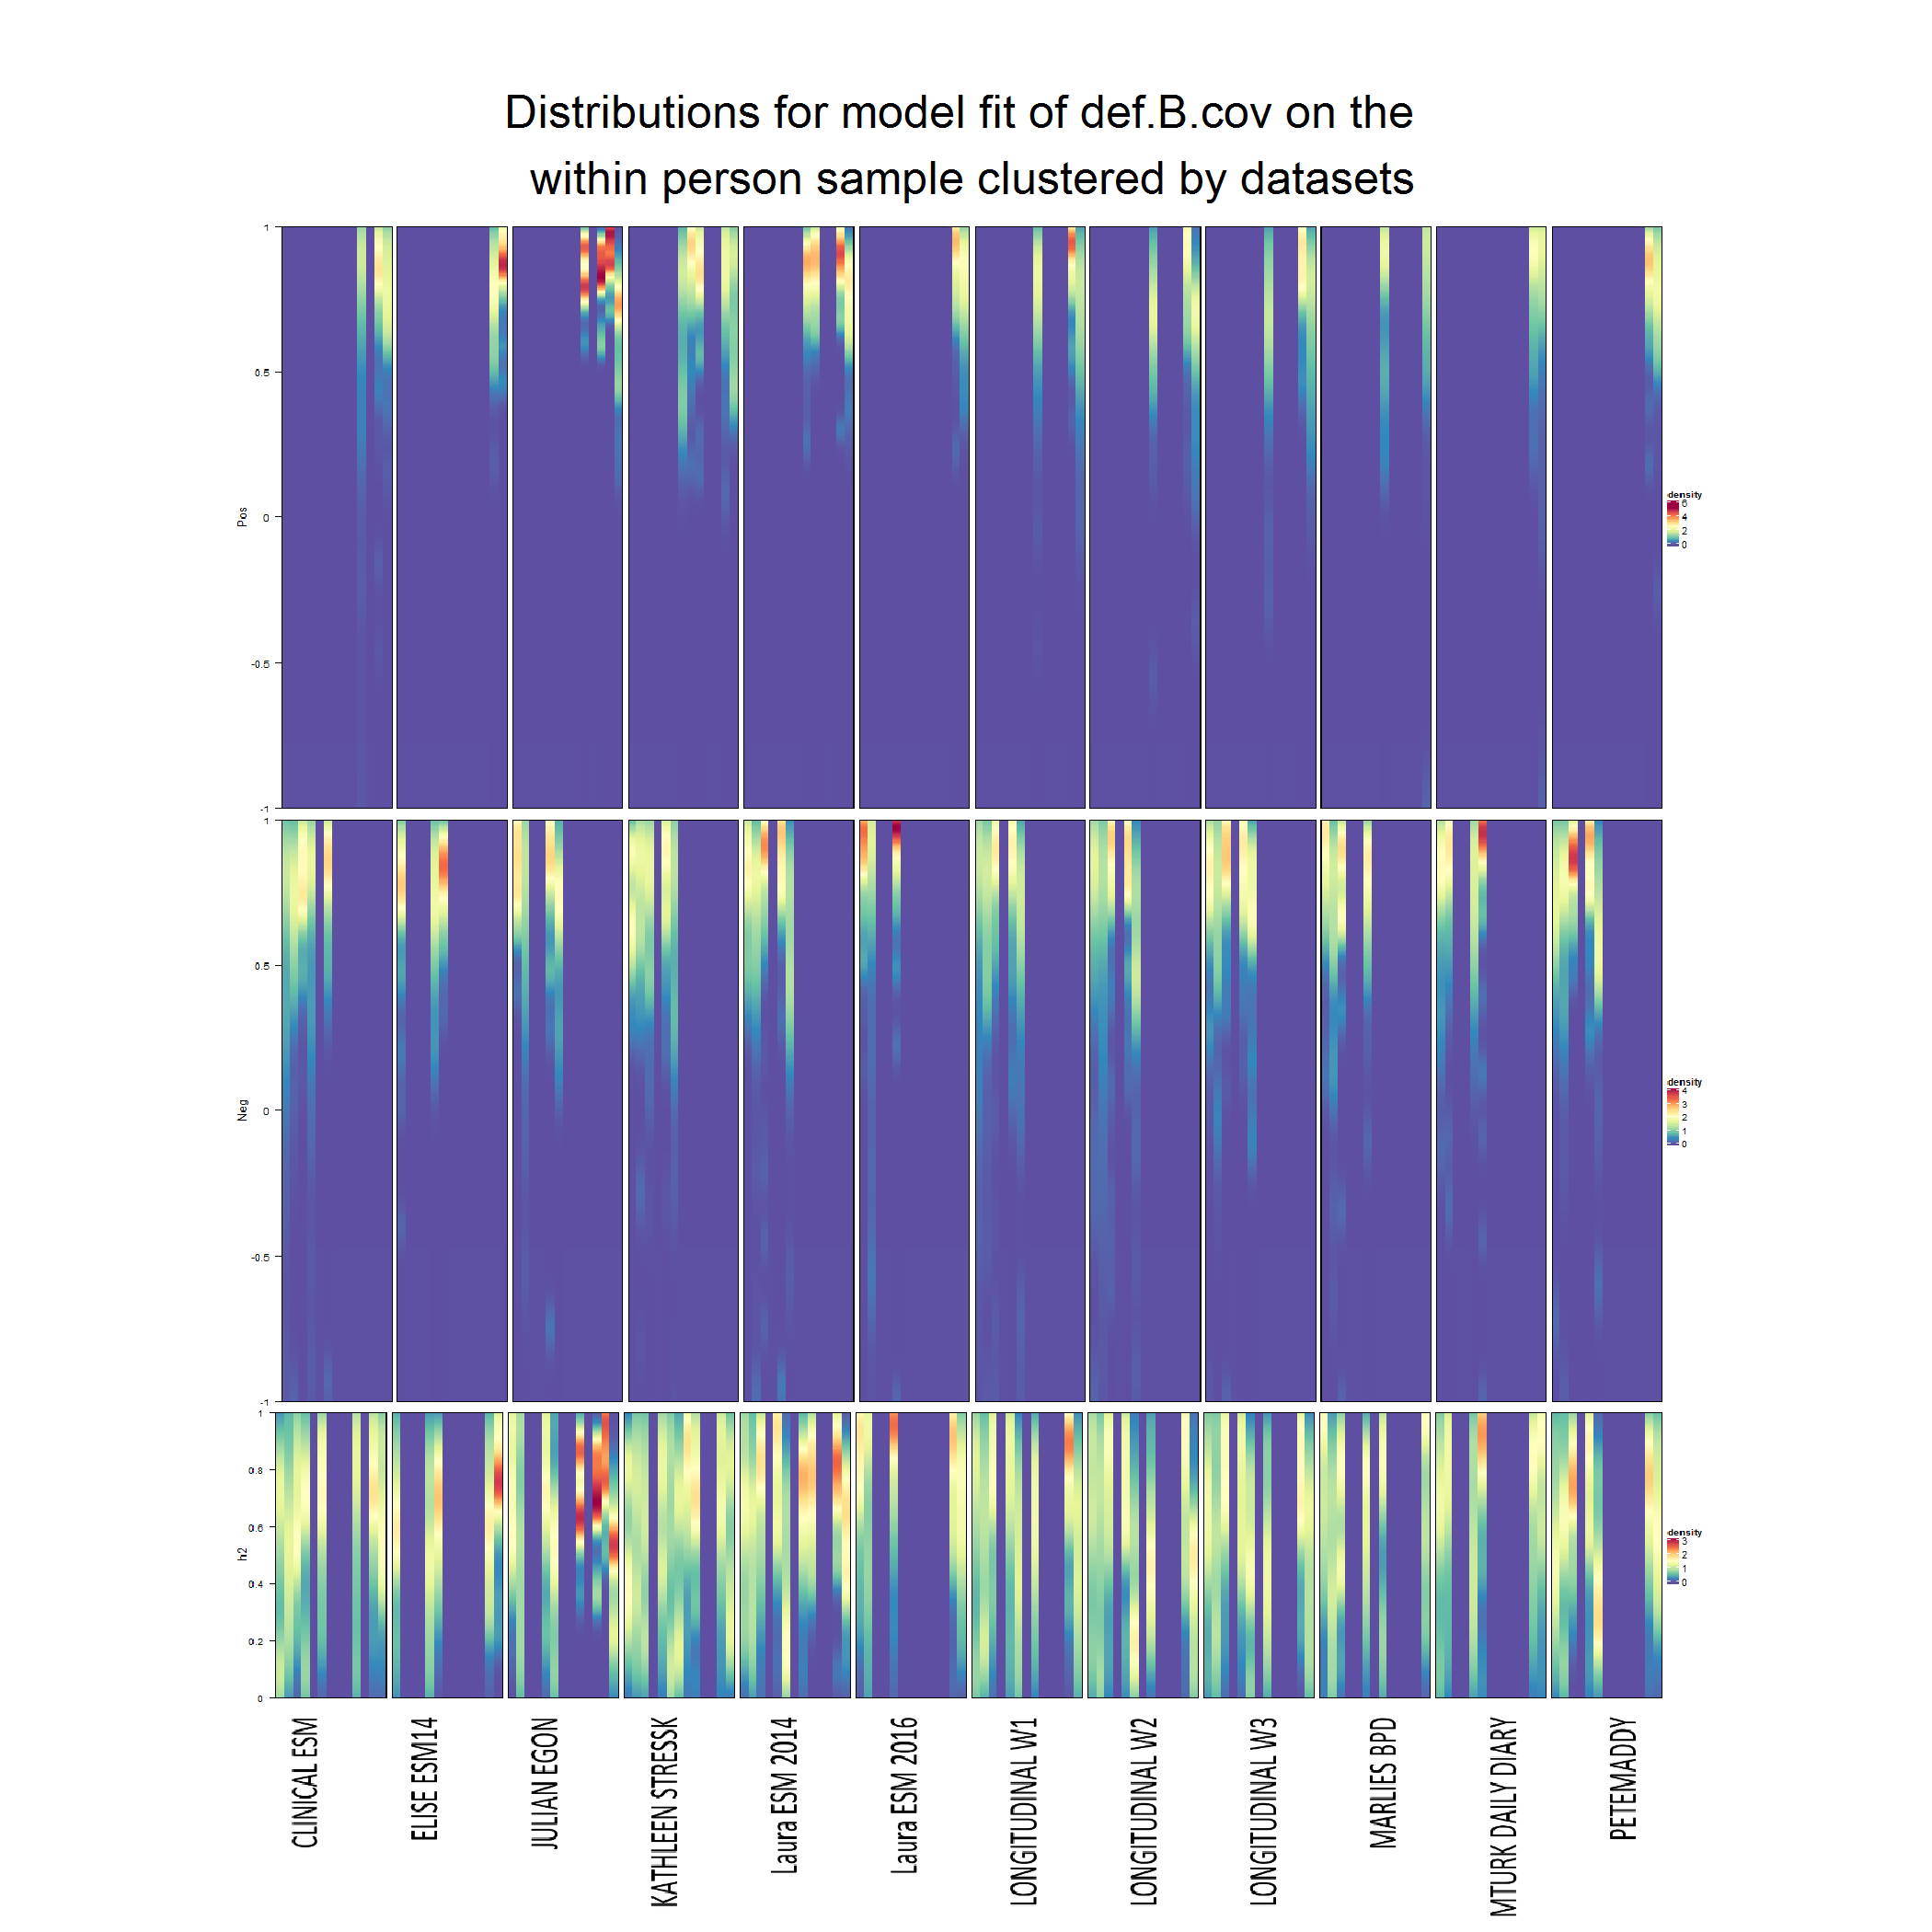 Distributions for model fit of def.B.cov on the
within person sample clustered by datasets
1
0.5
Pos
0
-0.5
-1
density
6
4
2
0
1
0.5
Neg
0
-0.5
-1
density
4
3
2
1
0
1
0.8
0.6
h2
0.4
0.2
0
density
3
2
1
0
CLINICAL ESM
ELISE ESM14
JULIAN EGON
KATHLEEN STRESSK
Laura ESM 2014
Laura ESM 2016
LONGITUDINAL W1
LONGITUDINAL W2
LONGITUDINAL W3
MARLIES BPD
MTURK DAILY DIARY
PETEMADDY